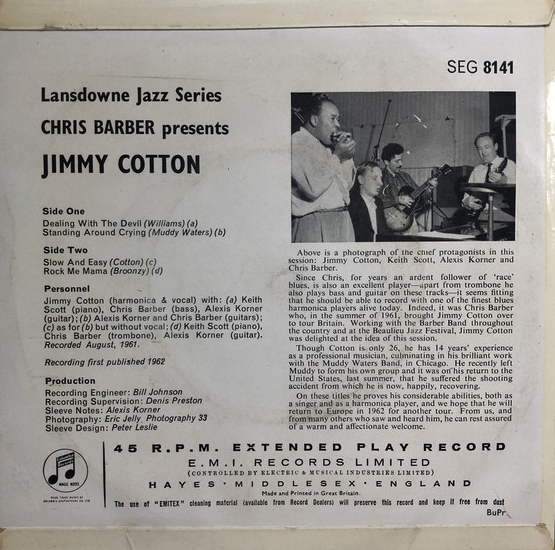 SEG 8141
Lansdowne Jazz Series
CHRIS BARBER presents
JIMMY COTTON
Side One
Dealing With The Devil (Williams) (a)
Standing Around Crying (Muddy Waters) (b)
Side Two
Slow And Easy (Cotton) (c)
Rock Me Mama (Broonzy) (d)
Personnel
Jimmy Cotton (harmonica & vocal) with: (a) Keith
Scott (piano), Chris Barber (bass), Alexis Korner
(guitar); (b) Alexis Korner and Chris Barber (guitars);
(c) as for (b) but without vocal; (d) Keith Scott (piano),
Chris Barber (trombone), Alexis Korner (guitar).
Recorded August, 1961.
Recording first published 1962
Production
Recording Engineer: Bill Johnson
Recording Supervision: Denis Preston
Sleeve Notes: Alexis Korner
Photography: Eric Jelly, Photography 33
Sleeve Design: Peter Leslie
Above is a photograph of the chief protagonists in this
session: Jimmy Cotton, Keith Scott, Alexis Korner and
Chris Barber.
Since Chris, for years an ardent follower of 'race'
blues, is also an excellent player—apart from trombone he
also plays bass and guitar on these tracks—it seems fitting
that he should be able to record with one of the finest blues
harmonica players alive today. Indeed, it was Chris Barber
who, in the summer of 1961, brought Jimmy Cotton over
to tour Britain. Working with the Barber Band throughout
the country and at the Beaulieu Jazz Festival, Jimmy Cotton
was delighted at the idea of this session.
Though Cotton is only 26, he has 14 years' experience
as a professional musician, culminating in his brilliant work
with the Muddy Waters Band, in Chicago. He recently left
Muddy to form his own group and it was on his return to the
United States, last summer, that he suffered the shooting
accident from which he is now, happily, recovering.
On these titles he proves his considerable abilities, both as
a singer and as a harmonica player, and we hope that he will
return to Europe in 1962 for another tour. From us, and
from many others who saw and heard him, he can rest assured
of a warm and affectionate welcome.
45 R.P.M. EXTENDED PLAY RECORD
E.M.I. RECORDS LIMITED
(CONTROLLED BY ELECTRIC & MUSICAL INDUSTRIES LIMITED)
HAYES · MIDDLESEX · ENGLAND
Made and Printed in Great Britain.
MAGIC NOTES
The use of "EMITEX" cleaning material (available from Record Dealers) will preserve this record and keep it free from dust
BuPr.